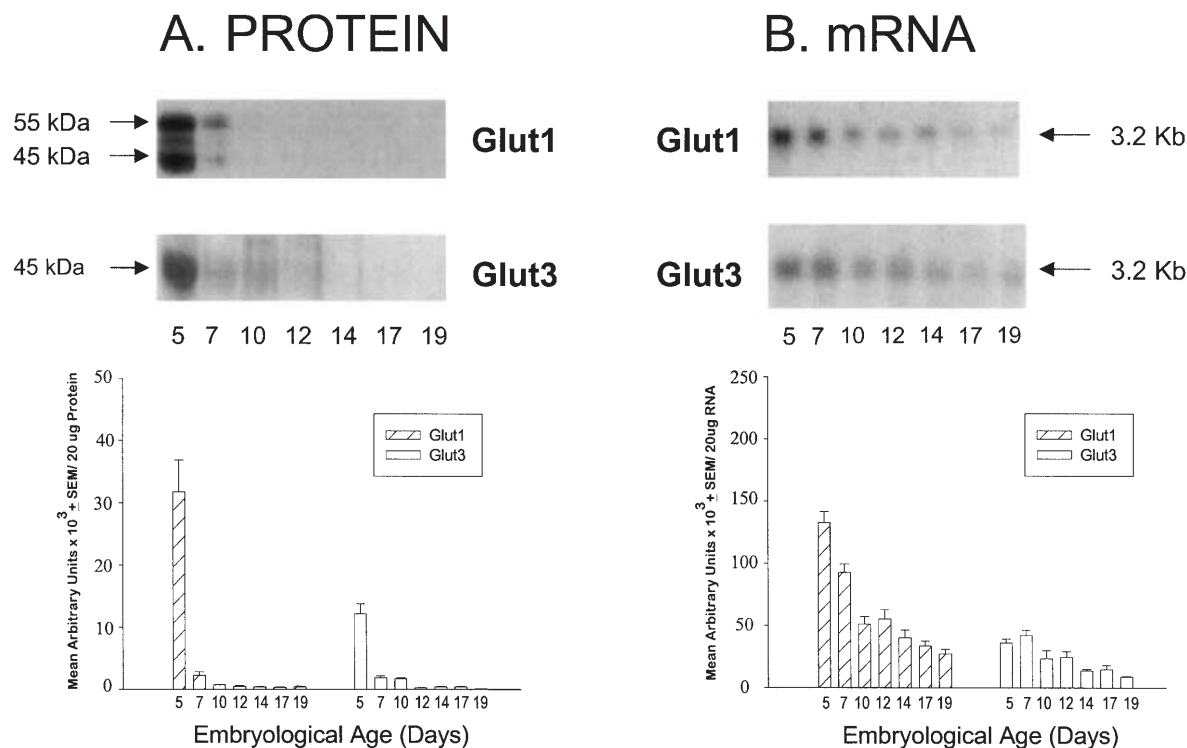 A. PROTEIN
55 kDa
45 kDa
Glut1
45 kDa
Glut3
5 7 10 12 14 17 19
Mean Arbitrary Units x 10³ ± SEM/ 20 ug Protein
50
40
30
20
10
0
Glut1
Glut3
5 7 10 12 14 17 19
5 7 10 12 14 17 19
Embryological Age (Days)
B. mRNA
Glut1
3.2 Kb
Glut3
3.2 Kb
5 7 10 12 14 17 19
Mean Arbitrary Units x 10³ ± SEM/ 20ug RNA
250
200
150
100
50
0
Glut1
Glut3
5 7 10 12 14 17 19
5 7 10 12 14 17 19
Embryological Age (Days)